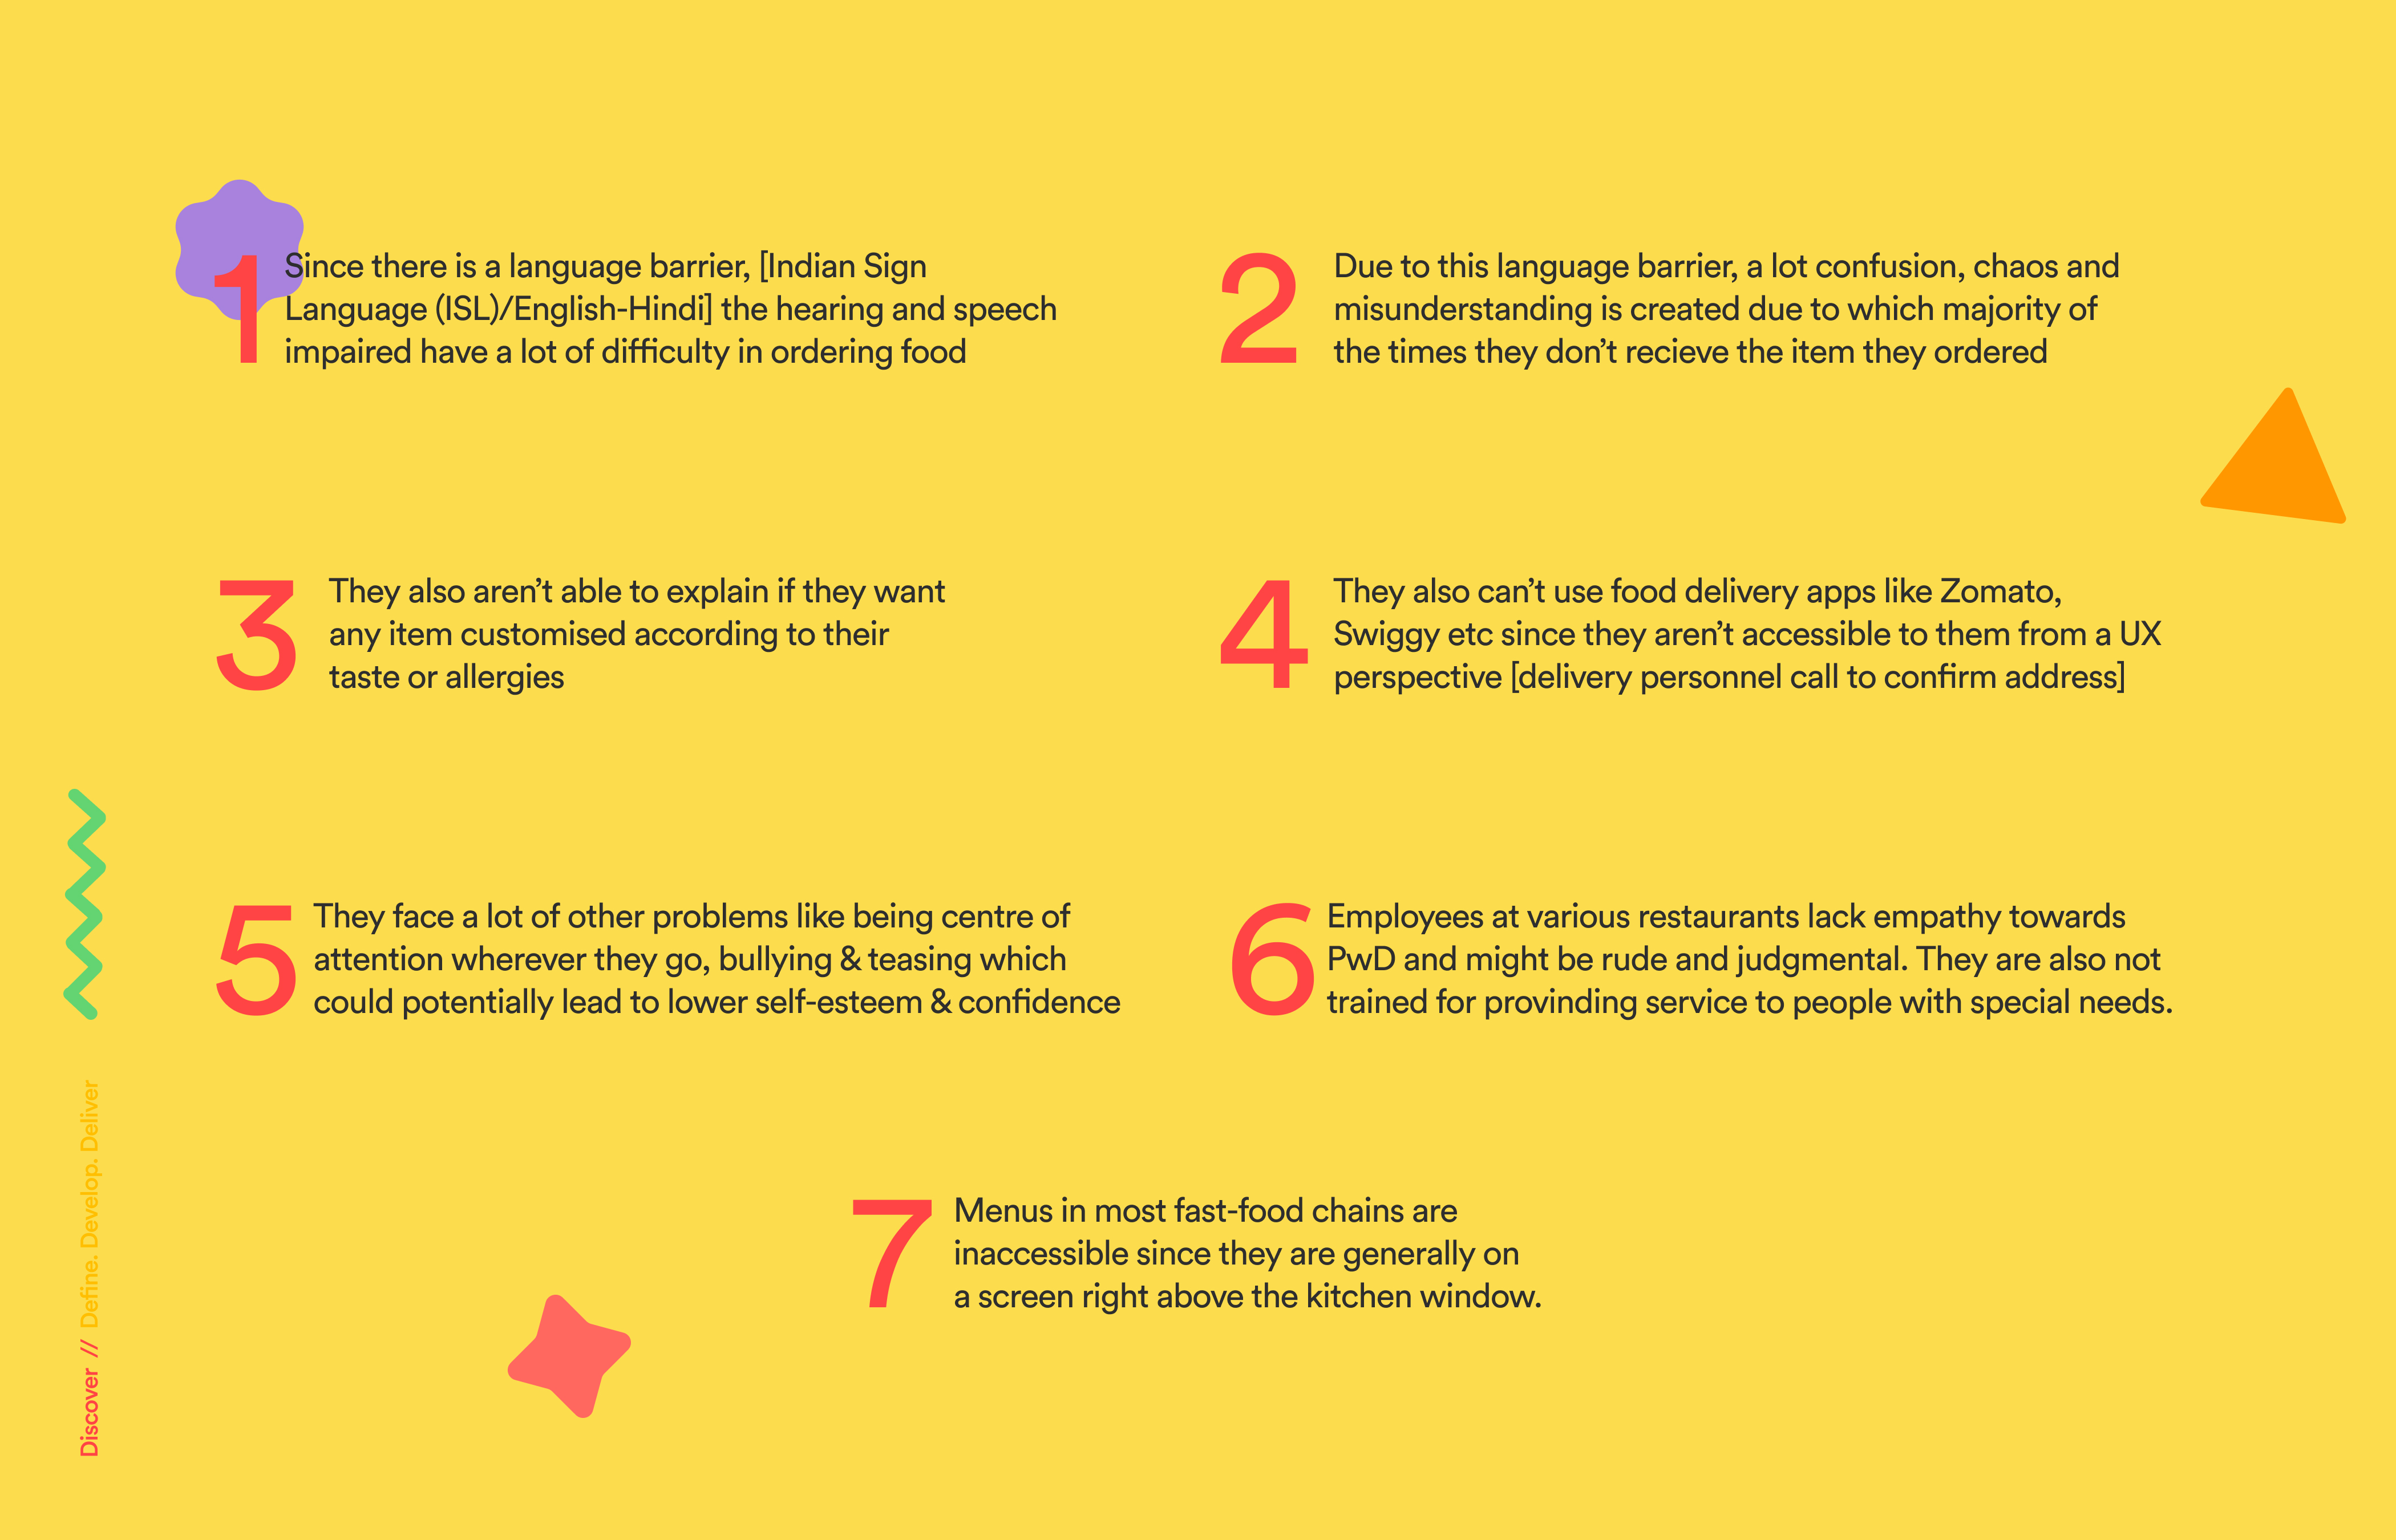 1
Since there is a language barrier, [Indian Sign
Language (ISL)/English-Hindi] the hearing and speech
impaired have a lot of difficulty in ordering food
2
Due to this language barrier, a lot confusion, chaos and
misunderstanding is created due to which majority of
the times they don’t recieve the item they ordered
3
They also aren’t able to explain if they want
any item customised according to their
taste or allergies
4
They also can’t use food delivery apps like Zomato,
Swiggy etc since they aren’t accessible to them from a UX
perspective [delivery personnel call to confirm address]
5
They face a lot of other problems like being centre of
attention wherever they go, bullying & teasing which
could potentially lead to lower self-esteem & confidence
6
Employees at various restaurants lack empathy towards
PwD and might be rude and judgmental. They are also not
trained for provinding service to people with special needs.
7
Menus in most fast-food chains are
inaccessible since they are generally on
a screen right above the kitchen window.
Discover // Define. Develop. Deliver